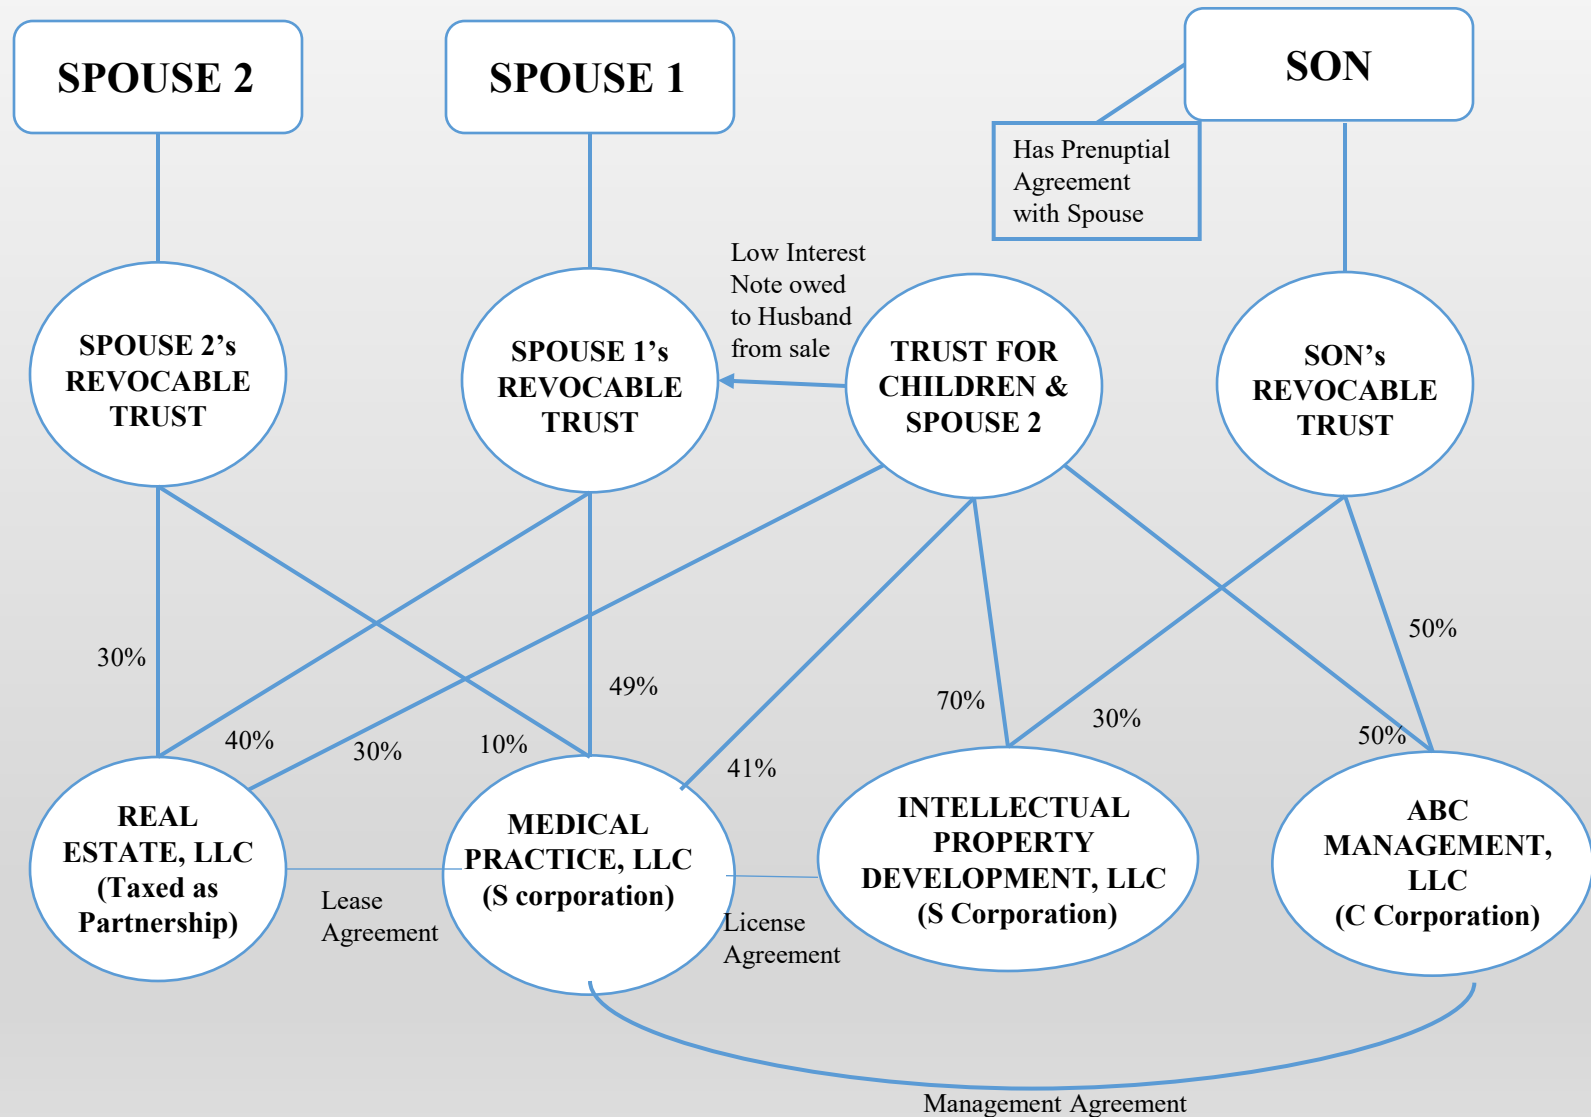 SPOUSE 2
SPOUSE 1
SON
Has Prenuptial
Agreement
with Spouse
Low Interest
Note owed
to Husband
from sale
SPOUSE 2’s
REVOCABLE
TRUST
SPOUSE 1’s
REVOCABLE
TRUST
TRUST FOR
CHILDREN &
SPOUSE 2
SON’s
REVOCABLE
TRUST
30%
40%
30%
10%
49%
41%
70%
30%
50%
50%
REAL
ESTATE, LLC
(Taxed as
Partnership)
Lease
Agreement
MEDICAL
PRACTICE, LLC
(S corporation)
License
Agreement
INTELLECTUAL
PROPERTY
DEVELOPMENT, LLC
(S Corporation)
ABC
MANAGEMENT,
LLC
(C Corporation)
Management Agreement